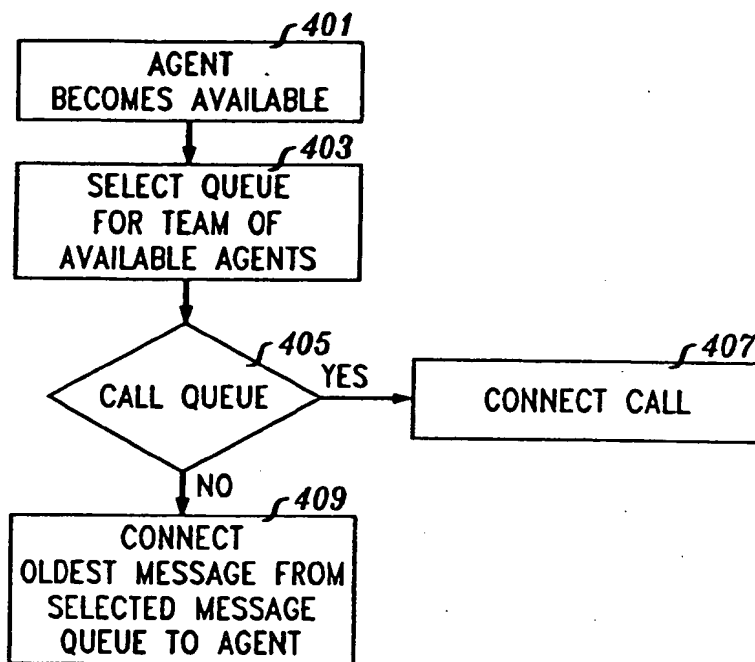 401
AGENT
BECOMES AVAILABLE
403
SELECT QUEUE
FOR TEAM OF
AVAILABLE AGENTS
405
CALL QUEUE
YES
407
CONNECT CALL
NO
409
CONNECT
OLDEST MESSAGE FROM
SELECTED MESSAGE
QUEUE TO AGENT